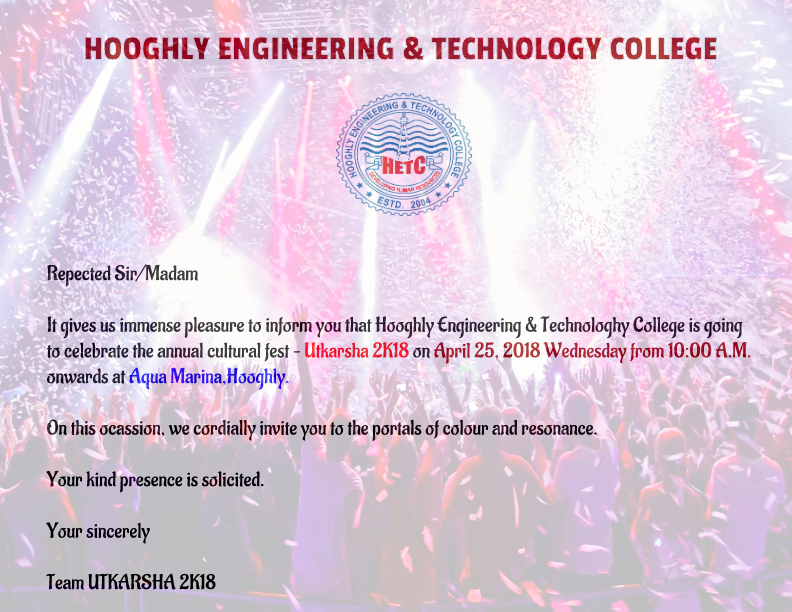 HOOGHLY ENGINEERING & TECHNOLOGY COLLEGE
HOOGHLY ENGINEERING & TECHNOLOGY COLLEGE
HETC
DEVELOPING HUMAN RESOURCES
★ ★ ESTD. 2004 ★ ★
Repected Sir/Madam
It gives us immense pleasure to inform you that Hooghly Engineering & Technologhy College is going
to celebrate the annual cultural fest - Utkarsha 2K18 on April 25, 2018 Wednesday from 10:00 A.M.
onwards at Aqua Marina,Hooghly.
On this ocassion, we cordially invite you to the portals of colour and resonance.
Your kind presence is solicited.
Your sincerely
Team UTKARSHA 2K18